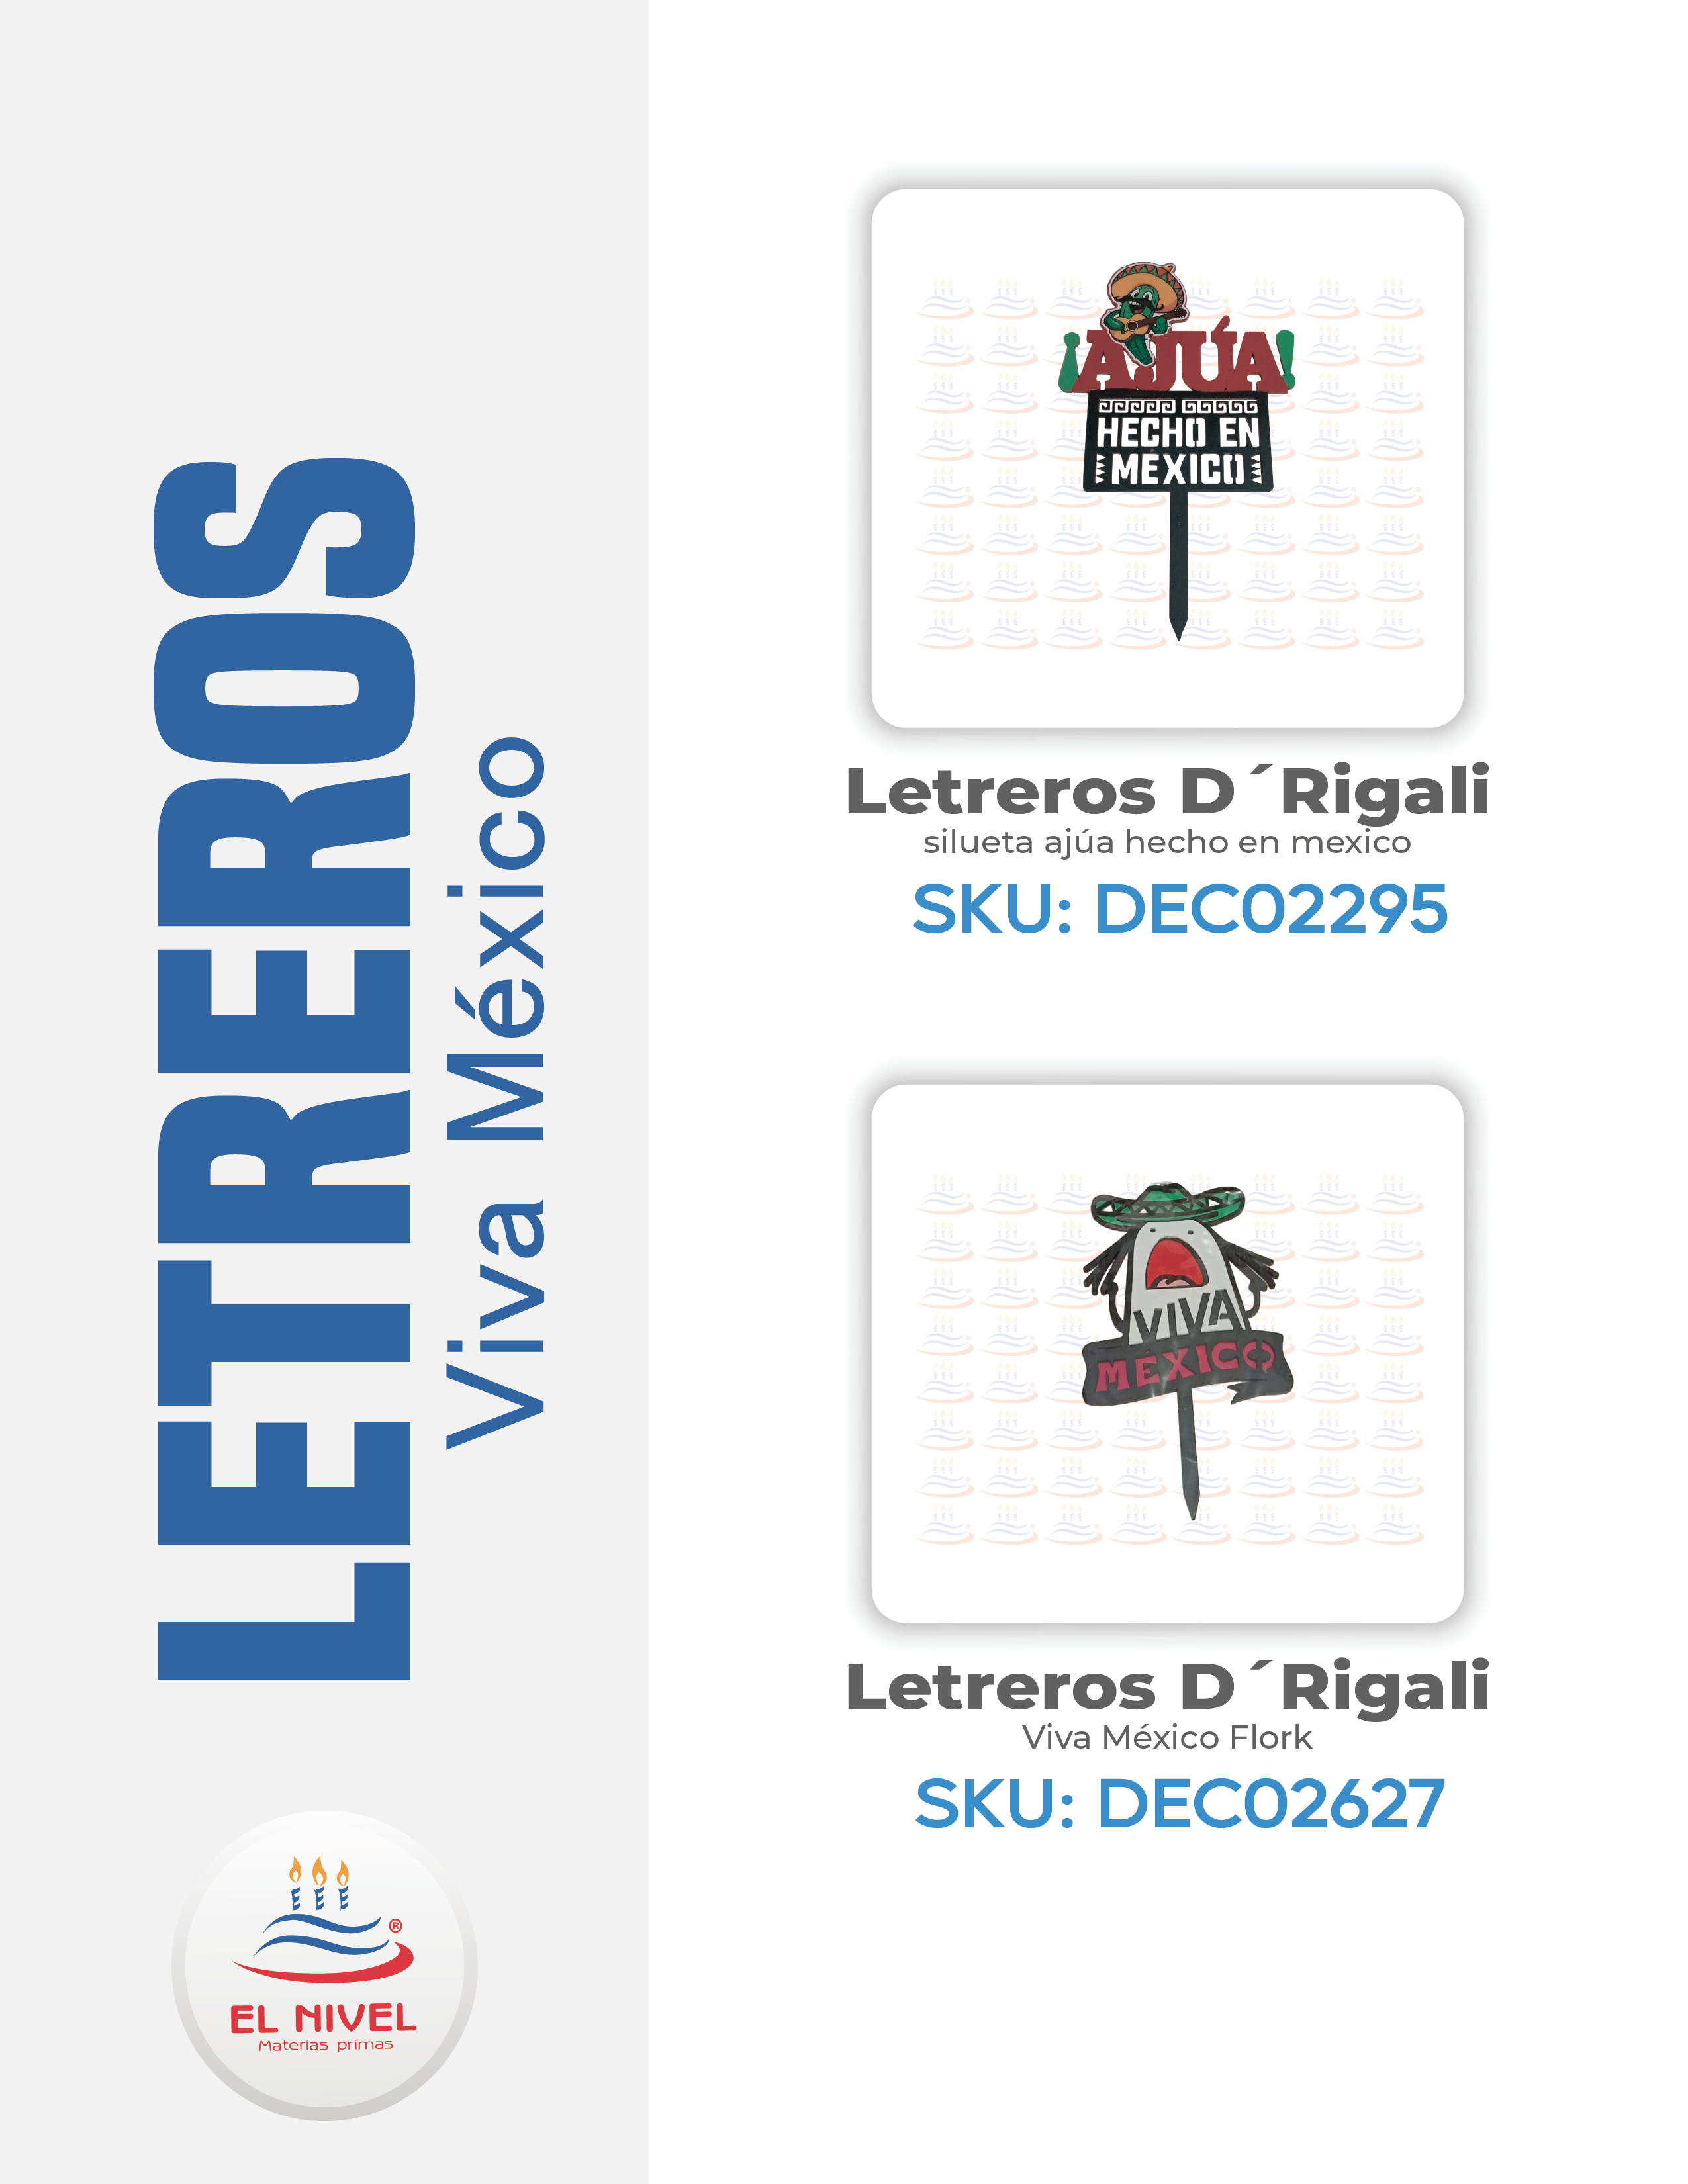 LETREROS
Viva México
¡AJÚA!
HECHO EN
MEXICO
Letreros D´Rigali
silueta ajúa hecho en mexico
SKU: DEC02295
VIVA
MÉXICO
Letreros D´Rigali
Viva México Flork
SKU: DEC02627
®
EL NIVEL
Materias primas